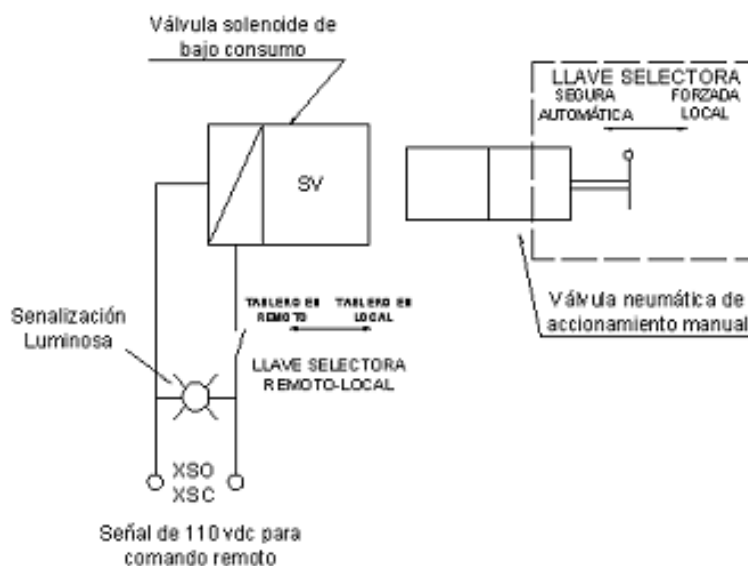 Válvula solenoide de
bajo consumo
LLAVE SELECTORA
SEGURA FORZADA
AUTOMÁTICA LOCAL
SV
TABLERO EN TABLERO EN
REMOTO LOCAL
Senalización
Luminosa
LLAVE SELECTORA
REMOTO-LOCAL
Válvula neumática de
accionamiento manual
XSO
XSC
Señal de 110 vdc para
comando remoto